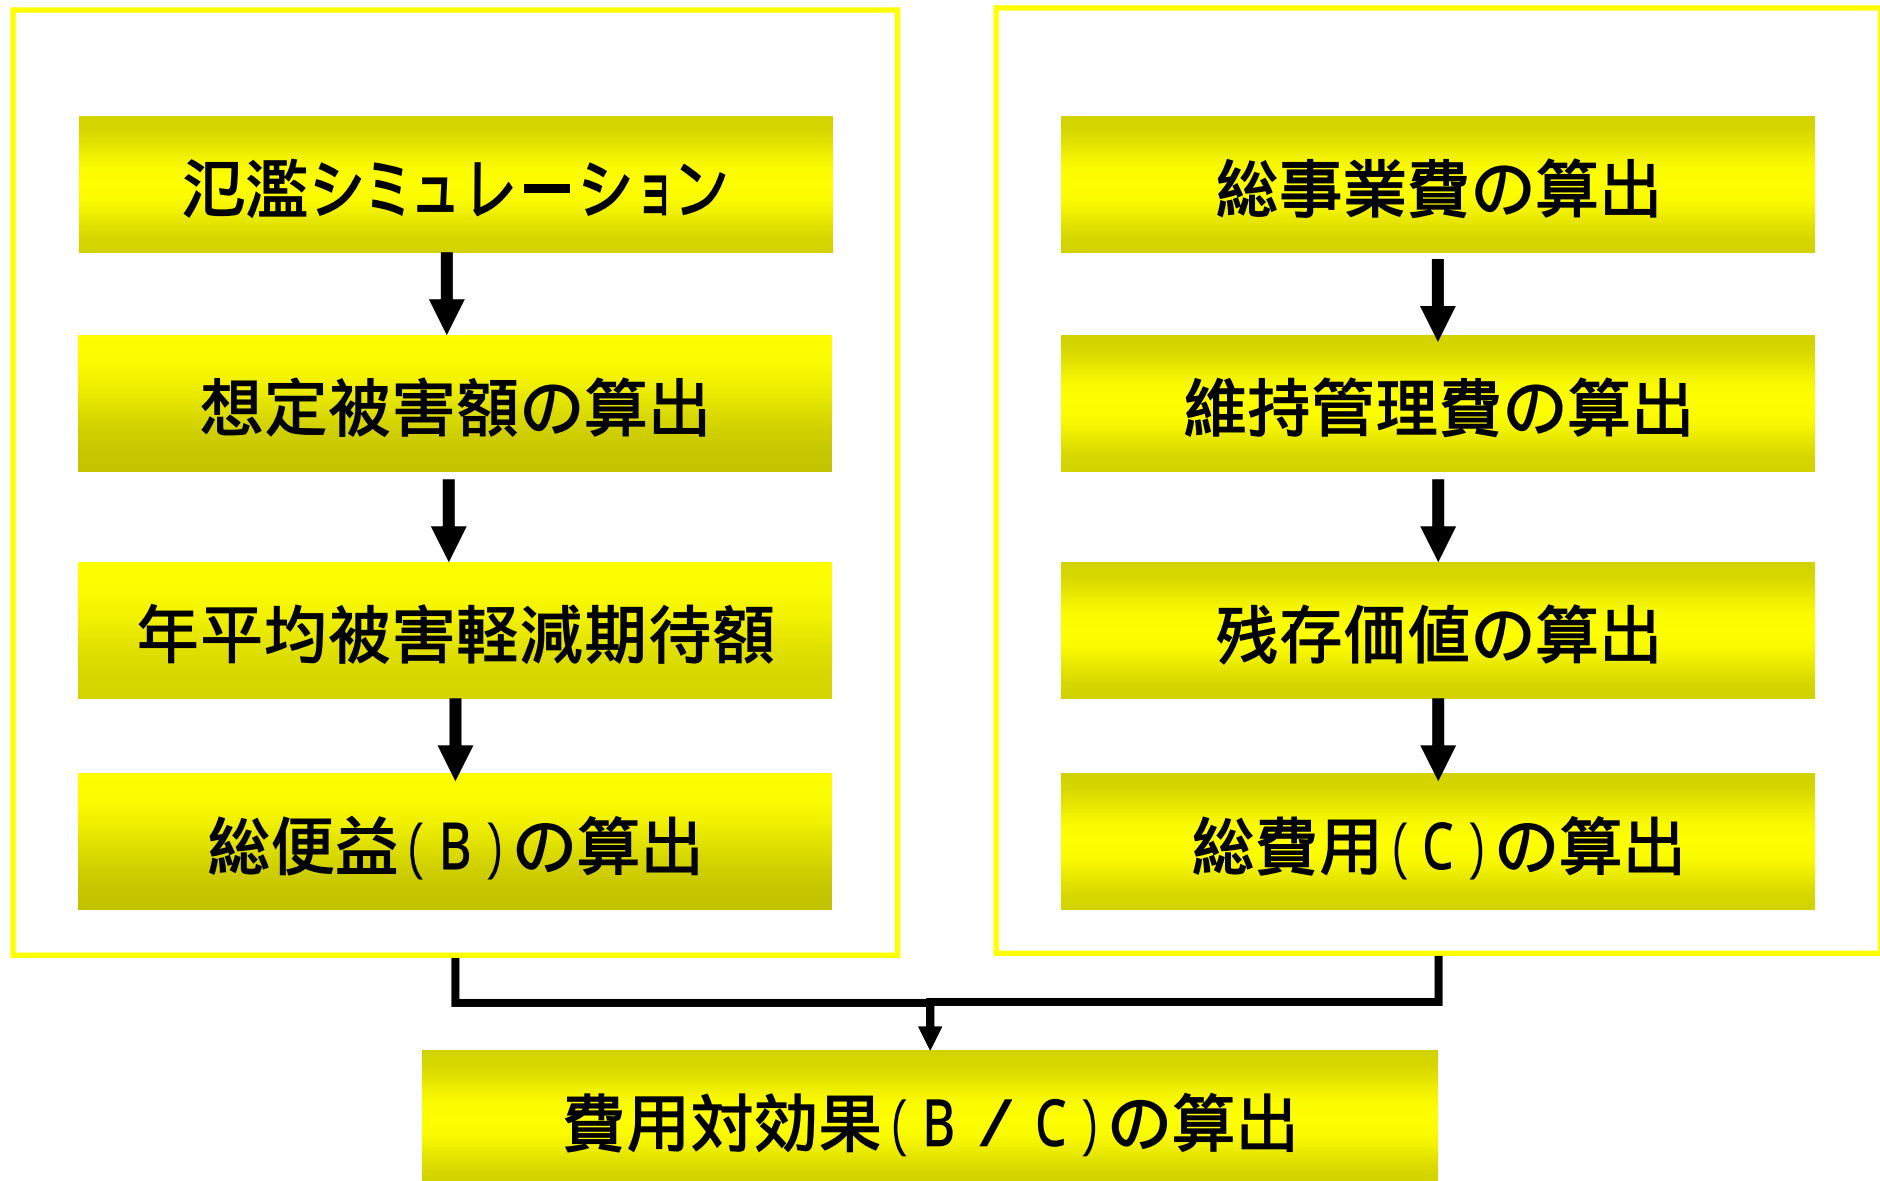 氾濫シミュレーション
想定被害額の算出
年平均被害軽減期待額
総便益(B)の算出
総事業費の算出
維持管理費の算出
残存価値の算出
総費用(C)の算出
費用対効果(B/C)の算出